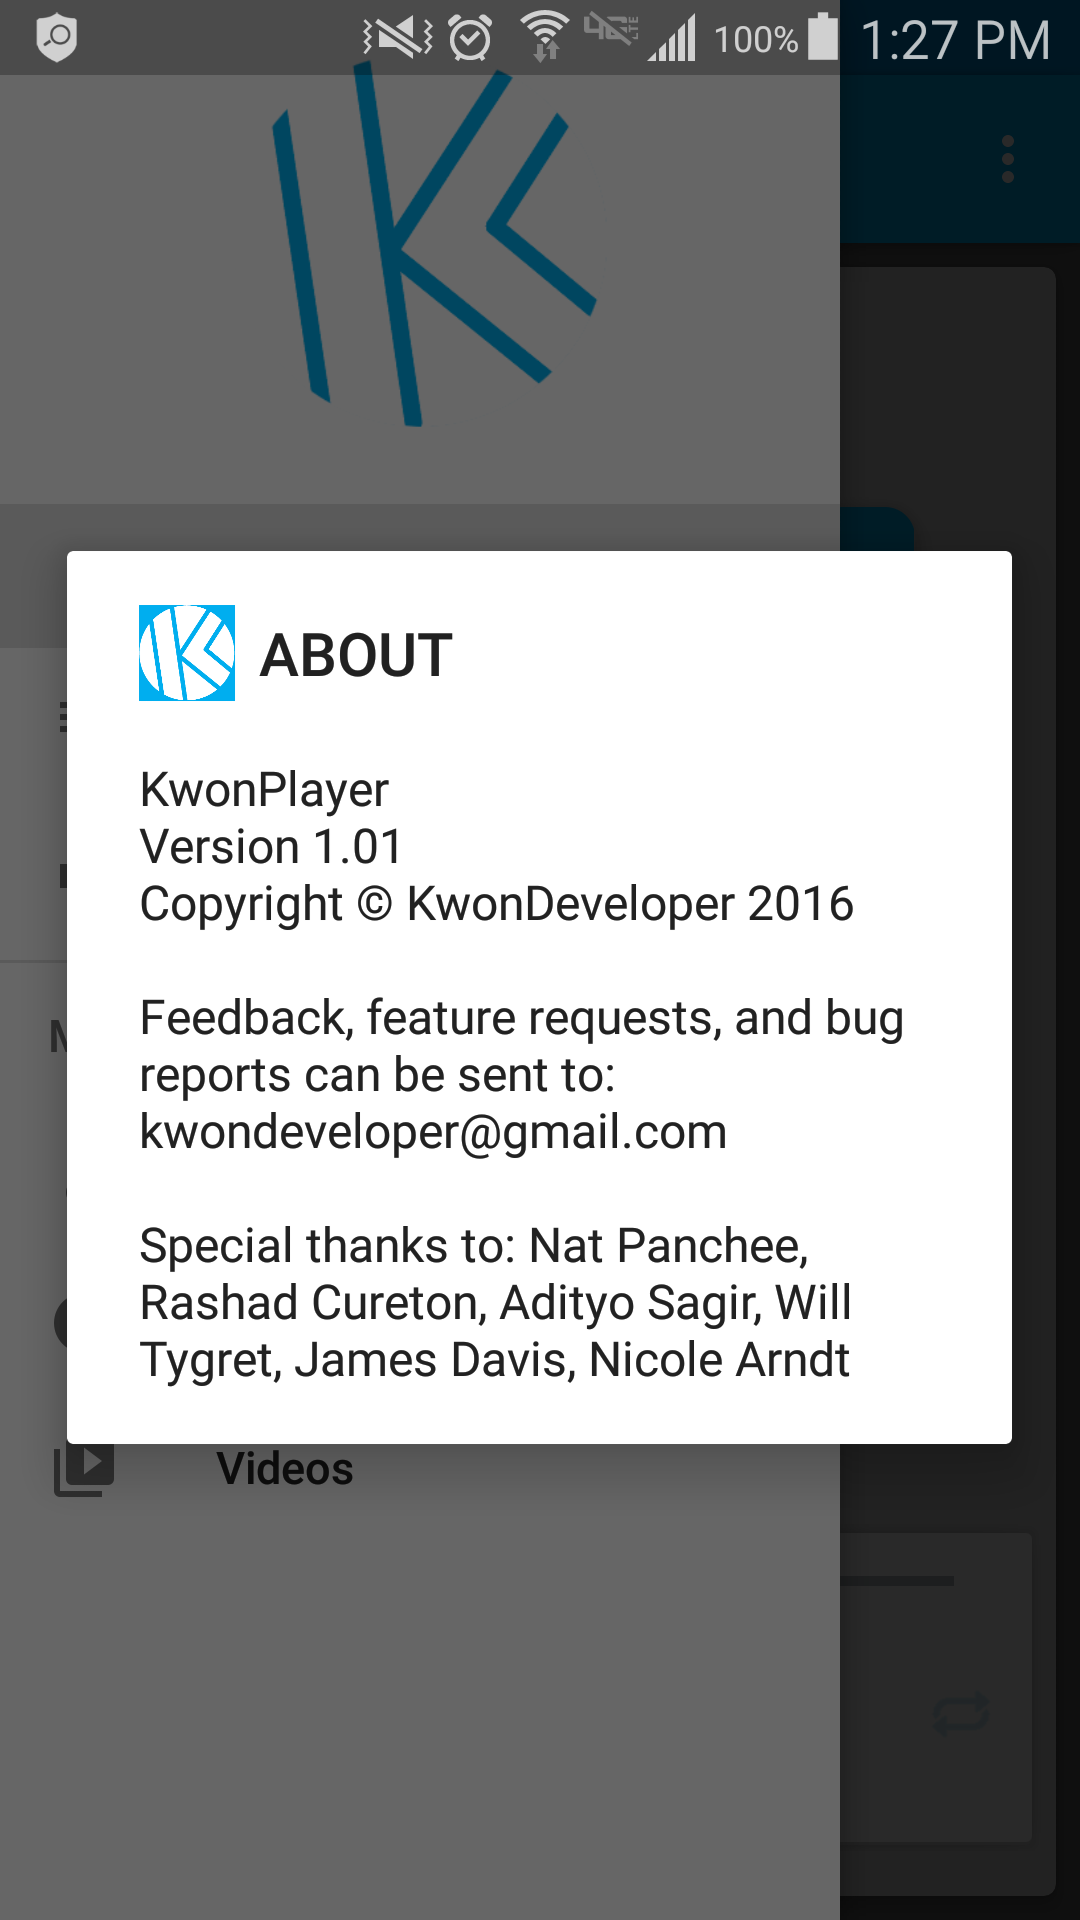 100% 1:27 PM
ABOUT
KwonPlayer
Version 1.01
Copyright © KwonDeveloper 2016
Feedback, feature requests, and bug
reports can be sent to:
kwondeveloper@gmail.com
Special thanks to: Nat Panchee,
Rashad Cureton, Adityo Sagir, Will
Tygret, James Davis, Nicole Arndt
Videos